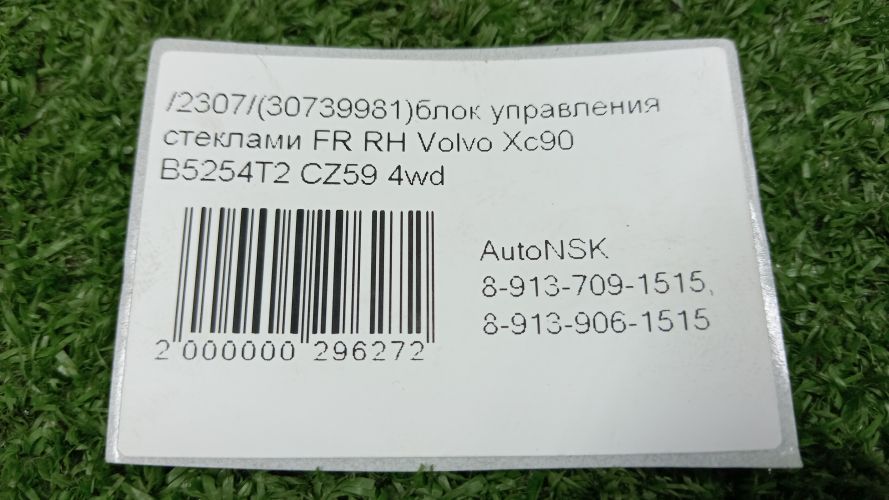 /2307/(30739981)блок управления
стеклами FR RH Volvo Xc90
B5254T2 CZ59 4wd
AutoNSK
8-913-709-1515,
8-913-906-1515
2 000000 296272